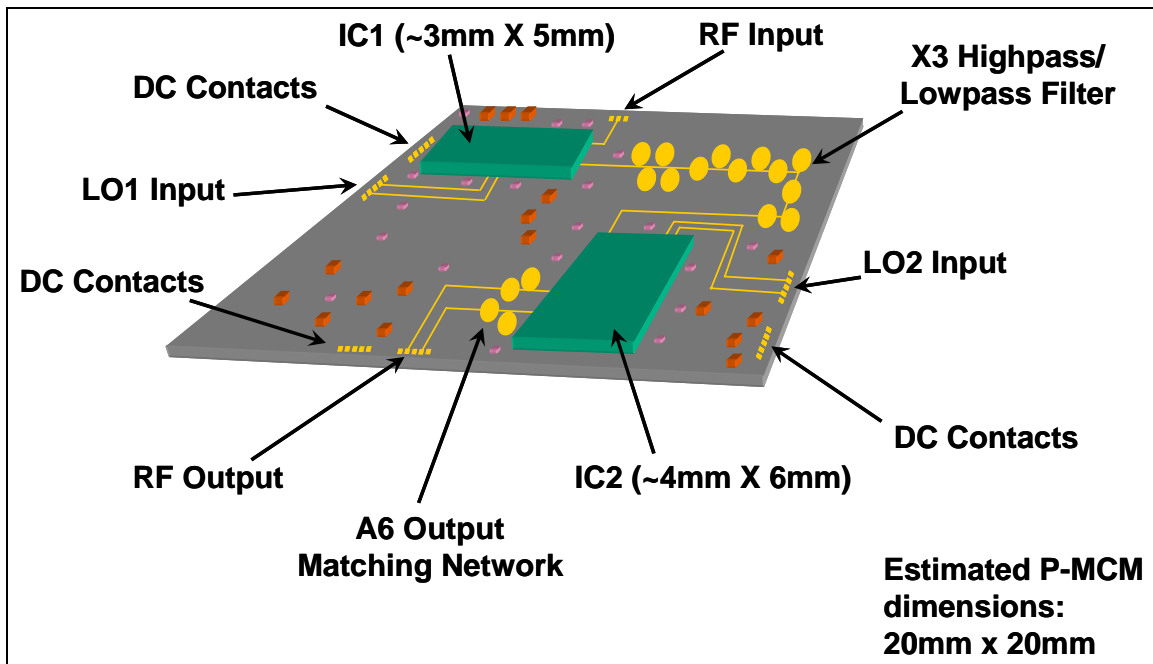 IC1 (~3mm X 5mm)
RF Input
X3 Highpass/
Lowpass Filter
DC Contacts
LO1 Input
DC Contacts
LO2 Input
DC Contacts
RF Output
IC2 (~4mm X 6mm)
A6 Output
Matching Network
Estimated P-MCM
dimensions:
20mm x 20mm